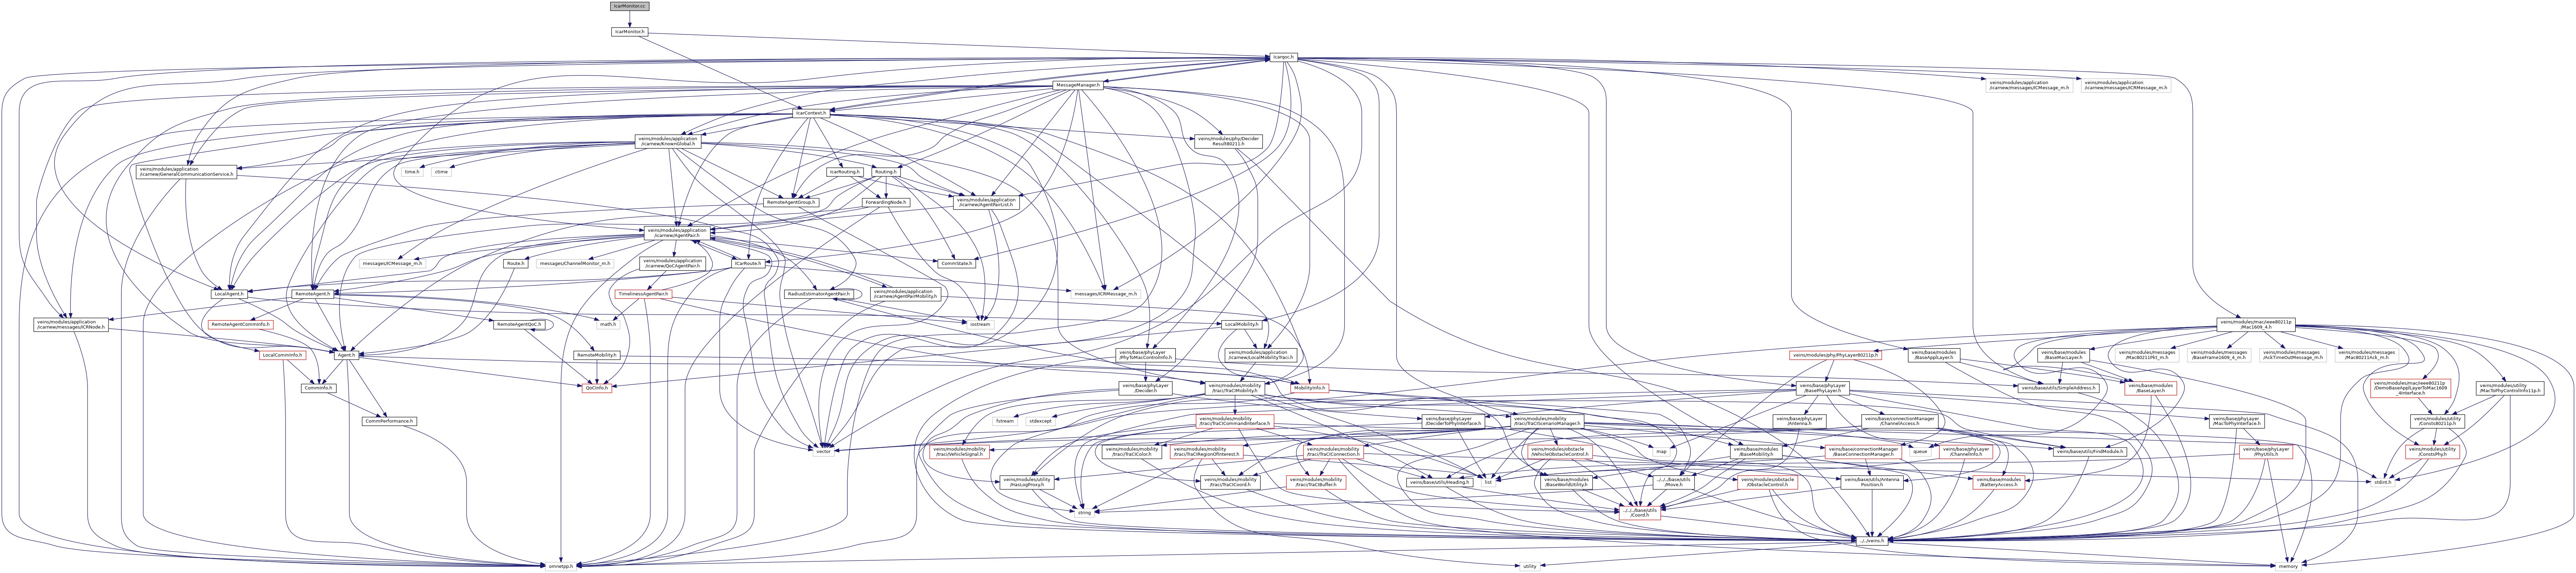 IcarMonitor.cc
IcarMonitor.h
Icarqoc.h
MessageManager.h
veins/modules/application
/icarnew/messages/ICMessage_m.h
veins/modules/application
/icarnew/messages/ICRMessage_m.h
IcarContext.h
veins/modules/application
/icarnew/KnownGlobal.h
veins/modules/phy/Decider
Result80211.h
veins/modules/application
/icarnew/GeneralCommunicationService.h
time.h
ctime
IcarRouting.h
Routing.h
RemoteAgentGroup.h
ForwardingNode.h
veins/modules/application
/icarnew/AgentPairList.h
veins/modules/application
/icarnew/AgentPair.h
messages/ICMessage_m.h
Route.h
messages/ChannelMonitor_m.h
veins/modules/application
/icarnew/QoCAgentPair.h
ICarRoute.h
CommState.h
LocalAgent.h
RemoteAgent.h
TimelinessAgentPair.h
RadiusEstimatorAgentPair.h
veins/modules/application
/icarnew/AgentPairMobility.h
messages/ICRMessage_m.h
veins/modules/application
/icarnew/messages/ICRNode.h
RemoteAgentCommInfo.h
RemoteAgentQoC.h
math.h
iostream
LocalMobility.h
veins/modules/mac/ieee80211p
/Mac1609_4.h
LocalCommInfo.h
Agent.h
RemoteMobility.h
veins/base/phyLayer
/PhyToMacControlInfo.h
veins/modules/application
/icarnew/LocalMobilityTraci.h
veins/modules/phy/PhyLayer80211p.h
veins/base/modules
/BaseApplLayer.h
veins/base/modules
/BaseMacLayer.h
veins/modules/messages
/Mac80211Pkt_m.h
veins/modules/messages
/BaseFrame1609_4_m.h
veins/modules/messages
/AckTimeOutMessage_m.h
veins/modules/messages
/Mac80211Ack_m.h
CommInfo.h
QoCInfo.h
veins/base/phyLayer
/Decider.h
veins/modules/mobility
/traci/TraCIMobility.h
MobilityInfo.h
veins/base/phyLayer
/BasePhyLayer.h
veins/base/utils/SimpleAddress.h
veins/base/modules
/BaseLayer.h
veins/modules/mac/ieee80211p
/DemoBaseApplLayerToMac1609
_4Interface.h
veins/modules/utility
/MacToPhyControlInfo11p.h
CommPerformance.h
fstream
stdexcept
veins/modules/mobility
/traci/TraCICommandInterface.h
veins/base/phyLayer
/DeciderToPhyInterface.h
veins/modules/mobility
/traci/TraCIScenarioManager.h
veins/base/phyLayer
/Antenna.h
veins/base/connectionManager
/ChannelAccess.h
veins/base/phyLayer
/MacToPhyInterface.h
veins/modules/utility
/Consts80211p.h
vector
veins/modules/mobility
/traci/VehicleSignal.h
veins/modules/mobility
/traci/TraCIColor.h
veins/modules/mobility
/traci/TraCIRegionOfInterest.h
veins/modules/mobility
/traci/TraCIConnection.h
veins/modules/obstacle
/VehicleObstacleControl.h
map
veins/base/modules
/BaseMobility.h
veins/base/connectionManager
/BaseConnectionManager.h
queue
veins/base/phyLayer
/ChannelInfo.h
veins/base/utils/FindModule.h
veins/base/phyLayer
/PhyUtils.h
veins/modules/utility
/ConstsPhy.h
veins/modules/utility
/HasLogProxy.h
veins/modules/mobility
/traci/TraCICoord.h
veins/modules/mobility
/traci/TraCIBuffer.h
veins/base/utils/Heading.h
list
veins/base/modules
/BaseWorldUtility.h
../../../base/utils
/Move.h
veins/modules/obstacle
/ObstacleControl.h
veins/base/utils/Antenna
Position.h
veins/base/modules
/BatteryAccess.h
stdint.h
string
../../../base/utils
/Coord.h
../../veins.h
omnetpp.h
utility
memory